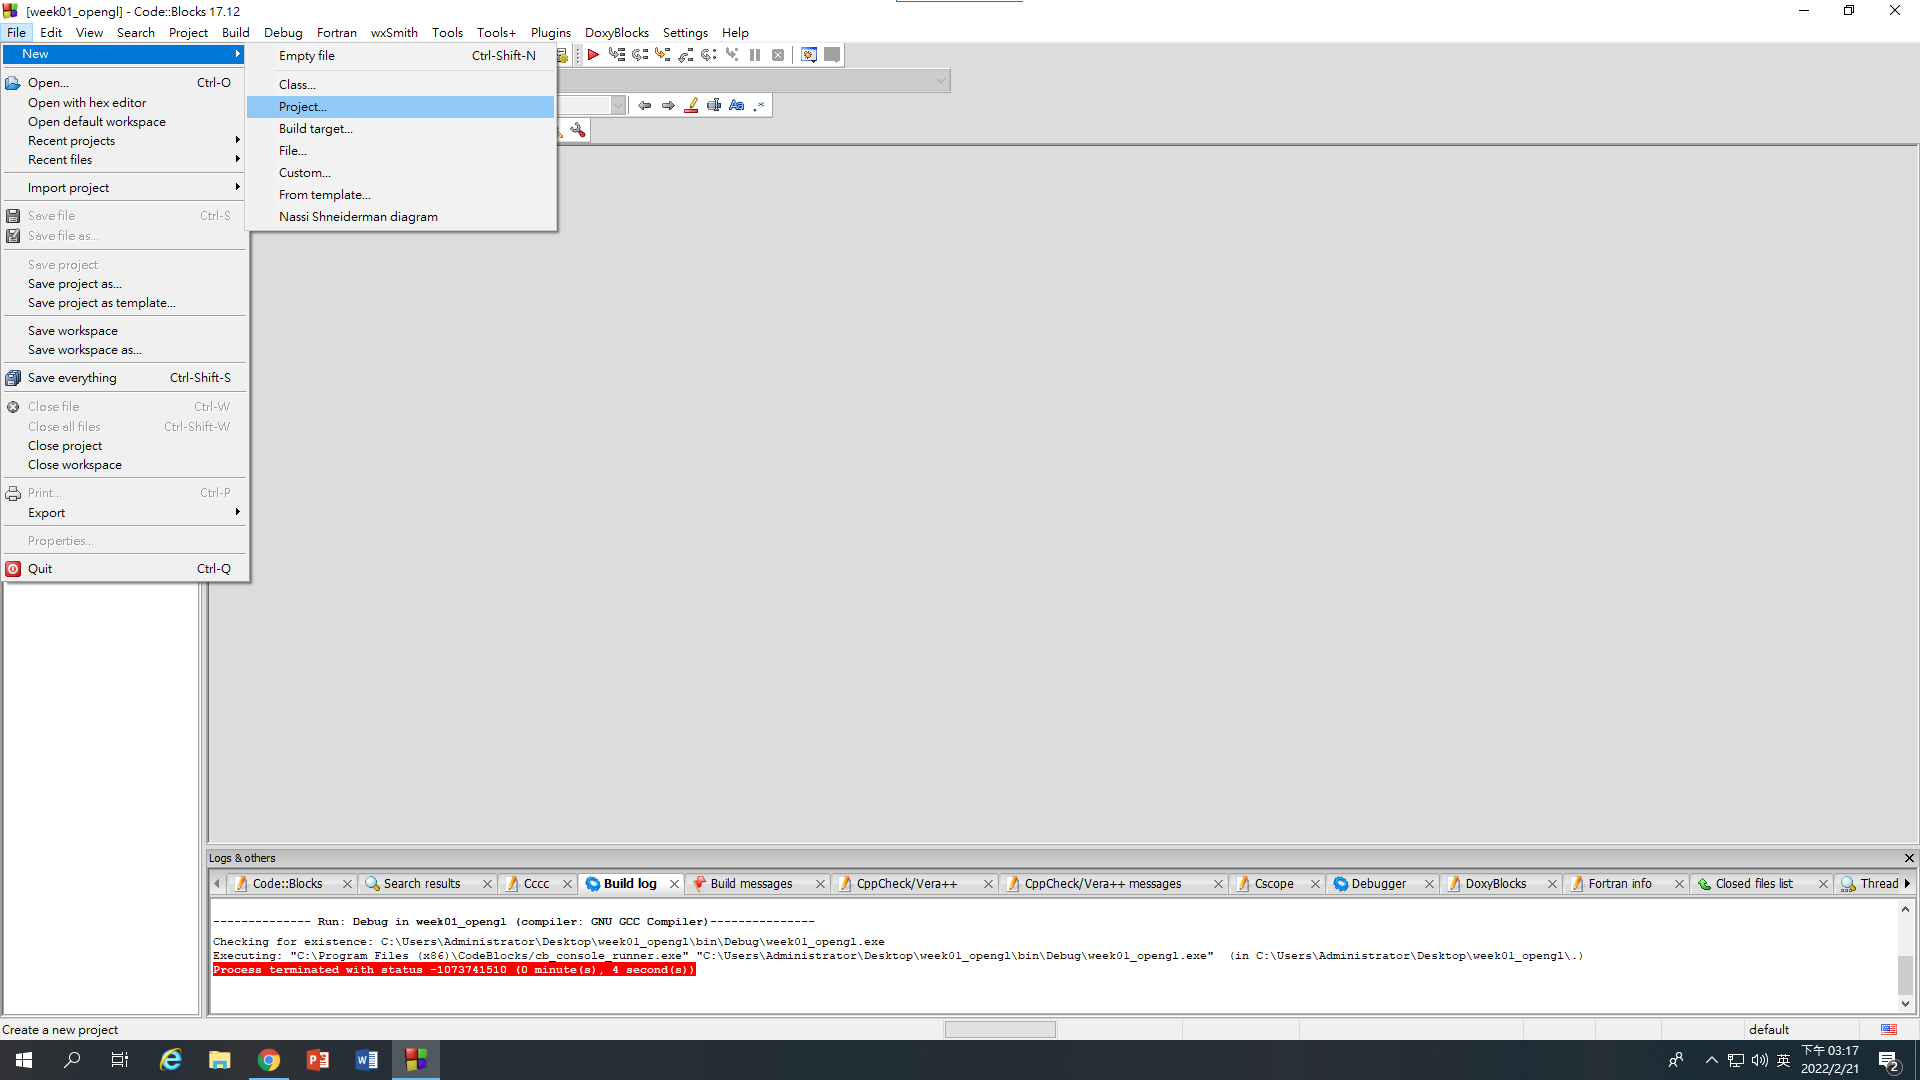 [week01_opengl] - Code::Blocks 17.12
File Edit View Search Project Build Debug Fortran wxSmith Tools Tools+ Plugins DoxyBlocks Settings Help
New
Open... Ctrl-O
Open with hex editor
Open default workspace
Recent projects
Recent files
Import project
Save file Ctrl-S
Save file as...
Save project
Save project as...
Save project as template...
Save workspace
Save workspace as...
Save everything Ctrl-Shift-S
Close file Ctrl-W
Close all files Ctrl-Shift-W
Close project
Close workspace
Print... Ctrl-P
Export
Properties...
Quit Ctrl-Q
Empty file Ctrl-Shift-N
Class...
Project...
Build target...
File...
Custom...
From template...
Nassi Shneiderman diagram
Aa .*
Logs & others
Code::Blocks Search results Cccc Build log Build messages CppCheck/Vera++ CppCheck/Vera++ messages Cscope Debugger DoxyBlocks Fortran info Closed files list Thread
-------------- Run: Debug in week01_opengl (compiler: GNU GCC Compiler)---------------
Checking for existence: C:\Users\Administrator\Desktop\week01_opengl\bin\Debug\week01_opengl.exe
Executing: "C:\Program Files (x86)\CodeBlocks/cb_console_runner.exe" "C:\Users\Administrator\Desktop\week01_opengl\bin\Debug\week01_opengl.exe"  (in C:\Users\Administrator\Desktop\week01_opengl\.)
Process terminated with status -1073741510 (0 minute(s), 4 second(s))
Create a new project
default
英
下午 03:17
2022/2/21
2